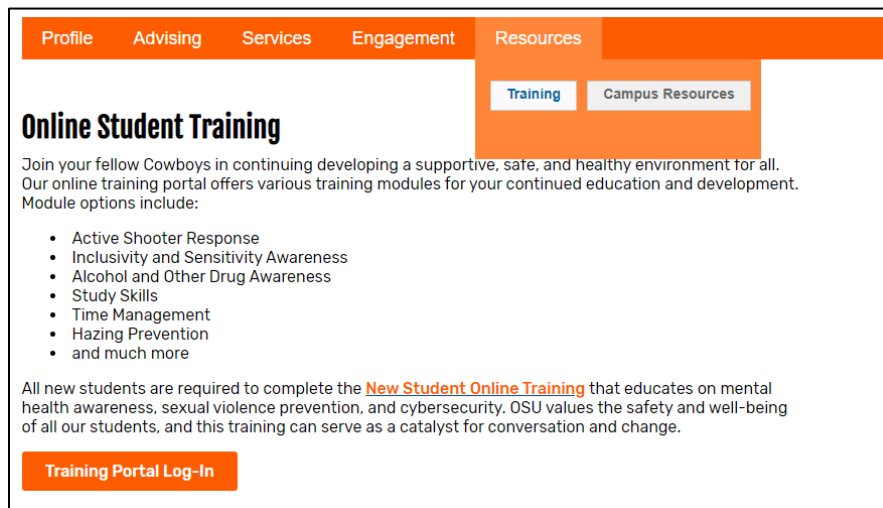 Profile Advising Services Engagement Resources
Training Campus Resources
Online Student Training
Join your fellow Cowboys in continuing developing a supportive, safe, and healthy environment for all.
Our online training portal offers various training modules for your continued education and development.
Module options include:
• Active Shooter Response
• Inclusivity and Sensitivity Awareness
• Alcohol and Other Drug Awareness
• Study Skills
• Time Management
• Hazing Prevention
• and much more
All new students are required to complete the New Student Online Training that educates on mental
health awareness, sexual violence prevention, and cybersecurity. OSU values the safety and well-being
of all our students, and this training can serve as a catalyst for conversation and change.
Training Portal Log-In